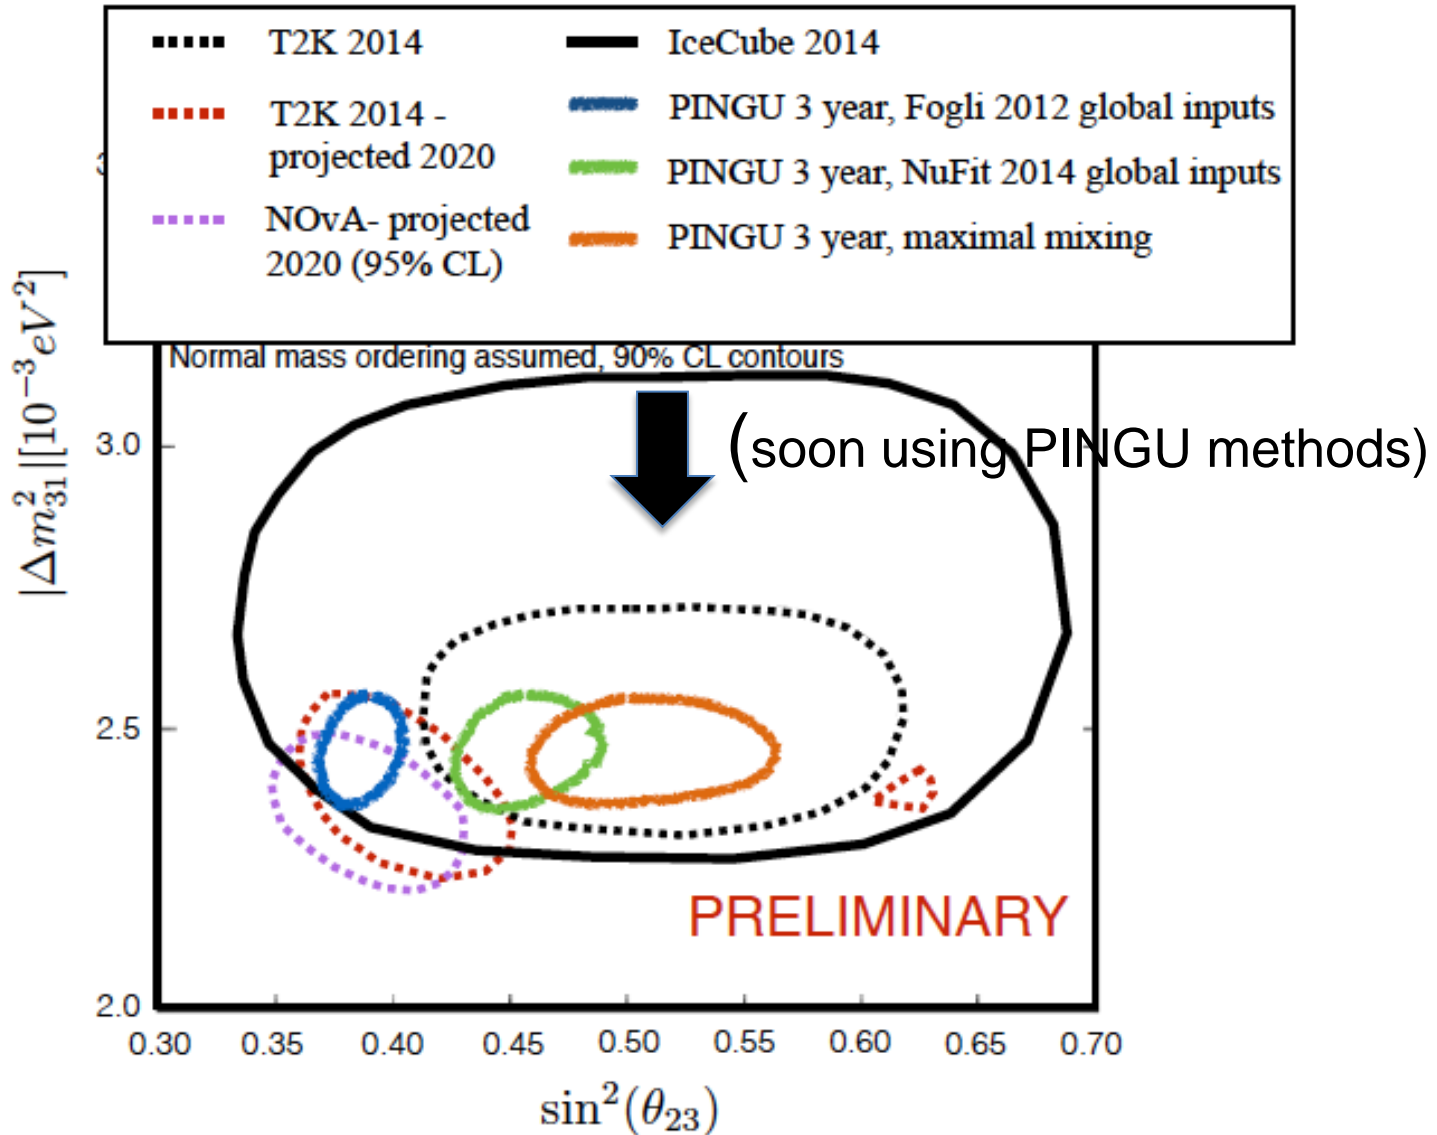 T2K 2014
T2K 2014 -
projected 2020
NOvA- projected
2020 (95% CL)
IceCube 2014
PINGU 3 year, Fogli 2012 global inputs
PINGU 3 year, NuFit 2014 global inputs
PINGU 3 year, maximal mixing
Normal mass ordering assumed, 90% CL contours
(soon using PINGU methods)
|Δm²₃₁|[10⁻³eV²]
3.0
2.5
2.0
PRELIMINARY
0.30 0.35 0.40 0.45 0.50 0.55 0.60 0.65 0.70
sin²(θ₂₃)